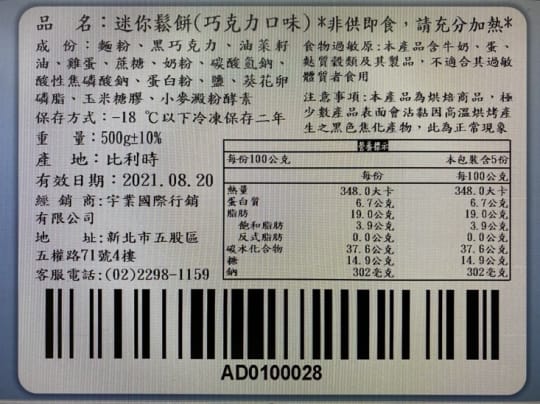 品 名:迷你鬆餅(巧克力口味)*非供即食，請充分加熱*
成 份:麵粉、黑巧克力、油菜籽
油、雞蛋、蔗糖、奶粉、碳酸氫鈉、
酸性焦磷酸鈉、蛋白粉、鹽、葵花卵
磷脂、玉米糖膠、小麥澱粉酵素
保存方式:-18 ℃以下冷凍保存二年
重 量:500g±10%
產 地:比利時
有效日期:2021.08.20
經 銷 商:宇業國際行銷
有限公司
地 址:新北市五股區
五權路71號4樓
客服電話:(02)2298-1159
食物過敏原:本產品含牛奶、蛋、
麩質穀類及其製品，不適合其過敏
體質者食用
注意事項:本產品為烘焙商品，極
少數產品表面會沾黏因高溫烘烤產
生之黑色焦化產物，此為正常現象
營養標示
每份100公克 本包裝含5份
每份 每100公克
熱量 348.0大卡 348.0大卡
蛋白質 6.7公克 6.7公克
脂肪 19.0公克 19.0公克
飽和脂肪 3.9公克 3.9公克
反式脂肪 0.0公克 0.0公克
碳水化合物 37.6公克 37.6公克
糖 14.9公克 14.9公克
鈉 302毫克 302毫克
AD0100028